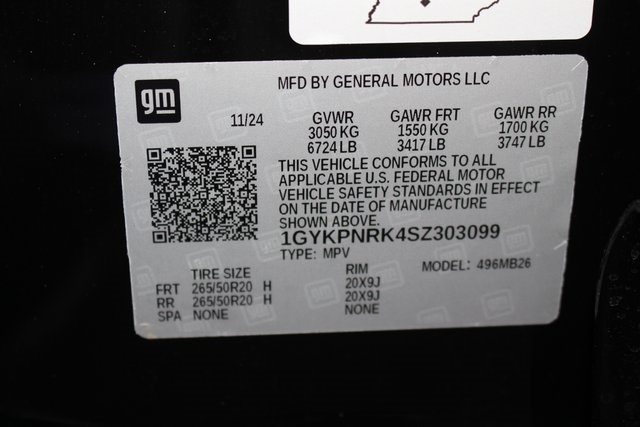 gm
MFD BY GENERAL MOTORS LLC
11/24 GVWR GAWR FRT GAWR RR
3050 KG 1550 KG 1700 KG
6724 LB 3417 LB 3747 LB
THIS VEHICLE CONFORMS TO ALL
APPLICABLE U.S. FEDERAL MOTOR
VEHICLE SAFETY STANDARDS IN EFFECT
ON THE DATE OF MANUFACTURE
SHOWN ABOVE.
1GYKPNRK4SZ303099
TYPE: MPV MODEL: 496MB26
TIRE SIZE RIM
FRT 265/50R20 H 20X9J
RR 265/50R20 H 20X9J
SPA NONE NONE